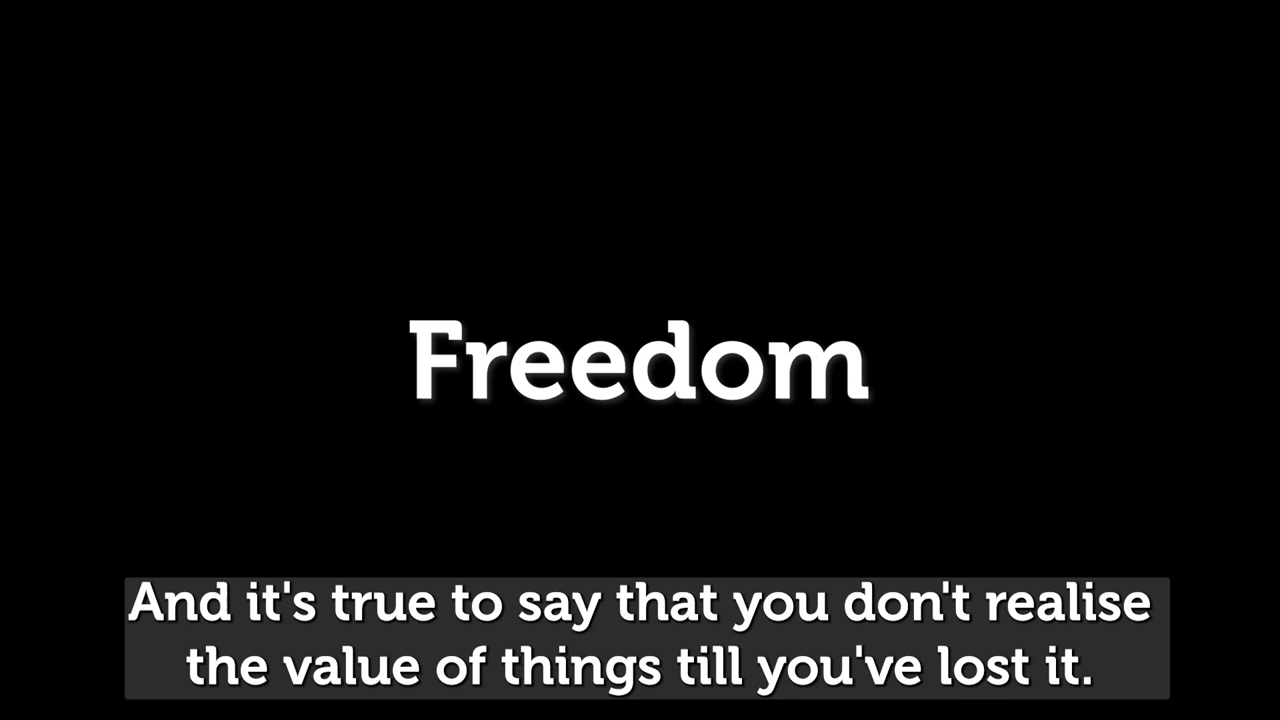 Freedom
And it's true to say that you don't realise
the value of things till you've lost it.